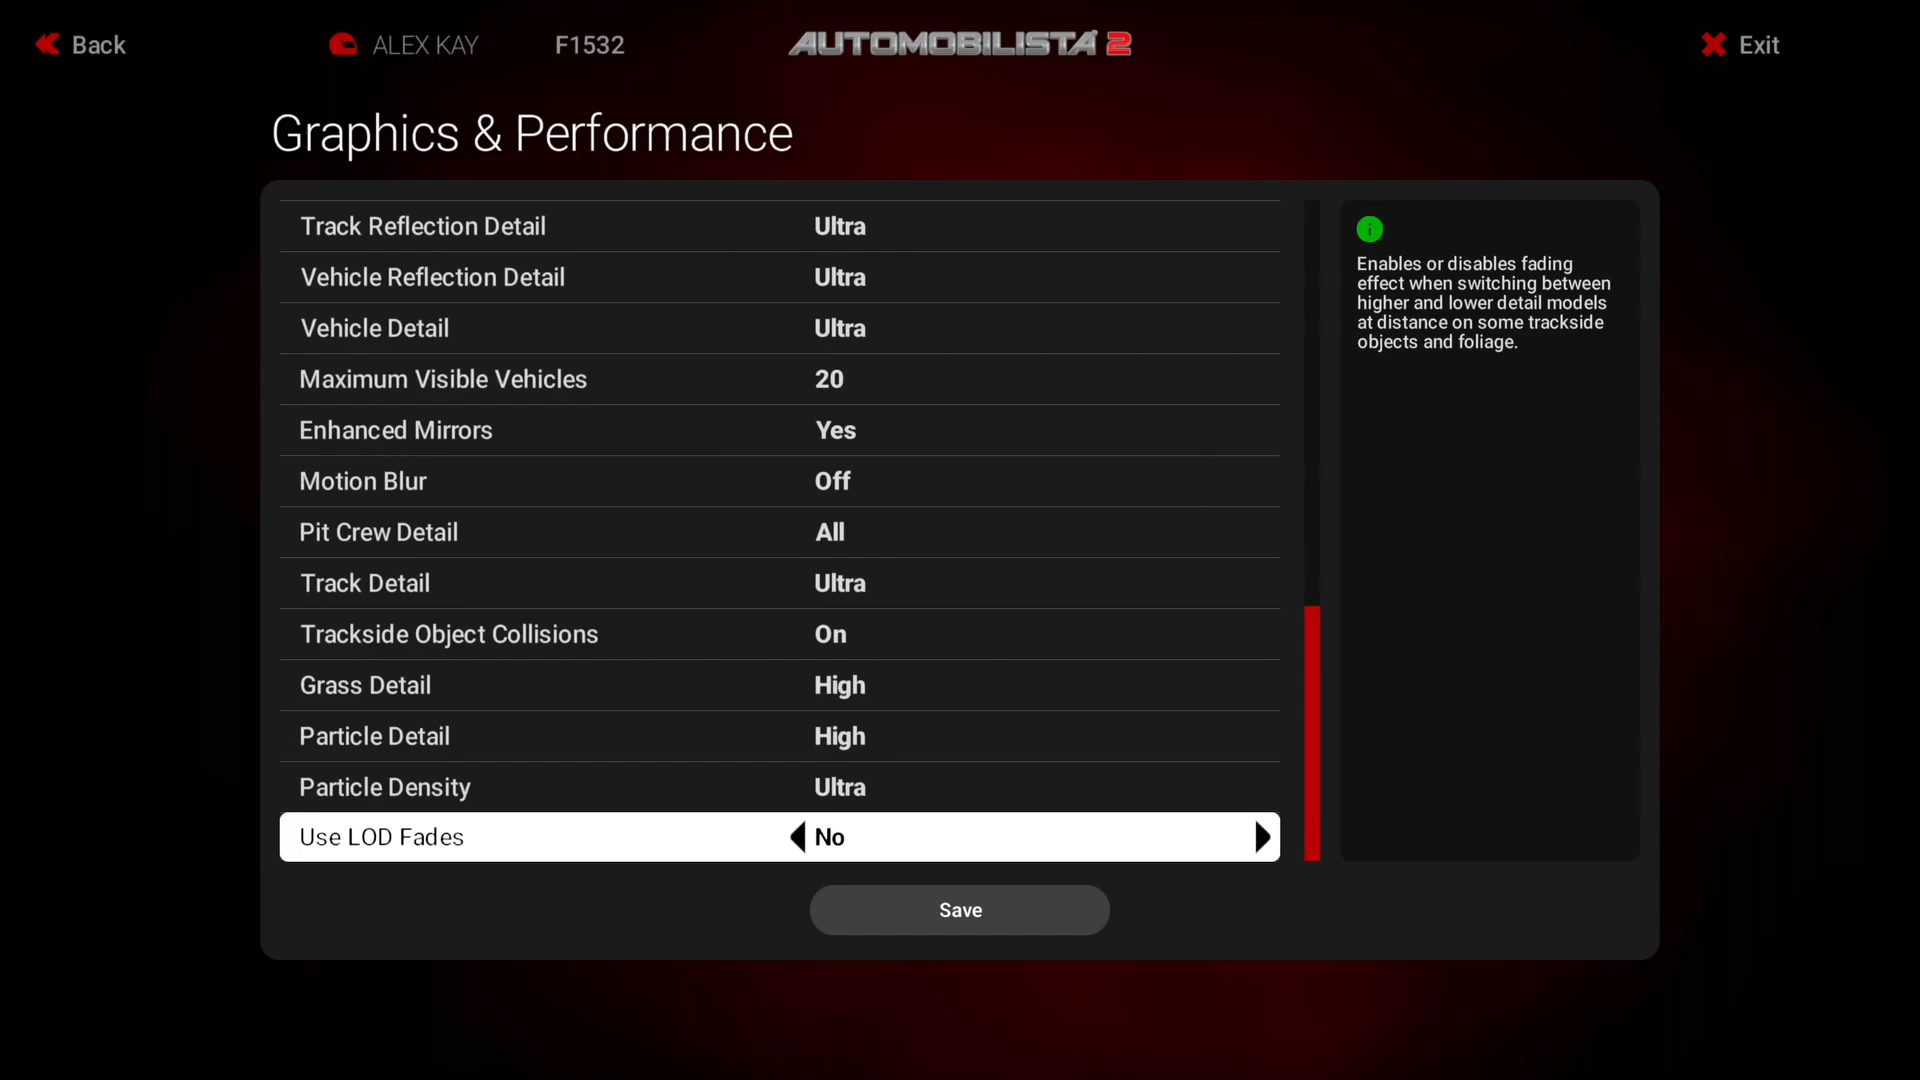 Back
ALEX KAY
F1532
AUTOMOBILISTA 2
Exit
Graphics & Performance
Track Reflection Detail Ultra
Vehicle Reflection Detail Ultra
Vehicle Detail Ultra
Maximum Visible Vehicles 20
Enhanced Mirrors Yes
Motion Blur Off
Pit Crew Detail All
Track Detail Ultra
Trackside Object Collisions On
Grass Detail High
Particle Detail High
Particle Density Ultra
Use LOD Fades No
i
Enables or disables fading
effect when switching between
higher and lower detail models
at distance on some trackside
objects and foliage.
Save